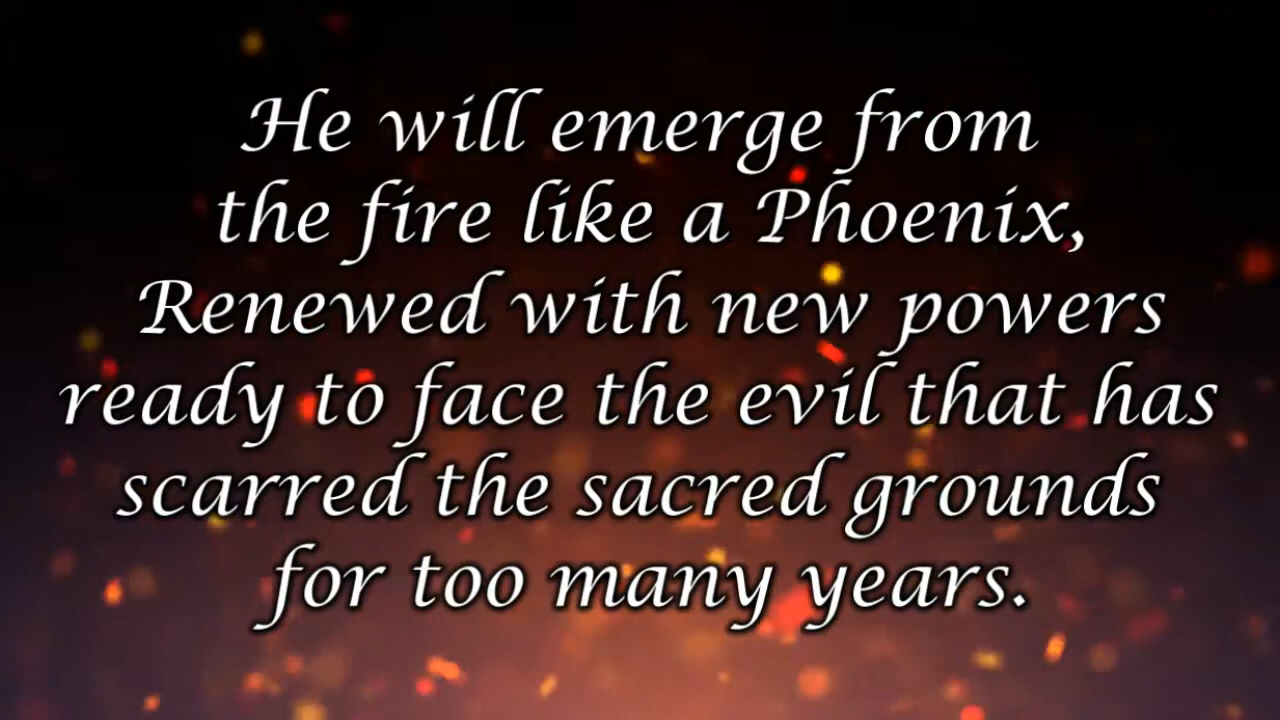 He will emerge from
the fire like a Phoenix,
Renewed with new powers
ready to face the evil that has
scarred the sacred grounds
for too many years.